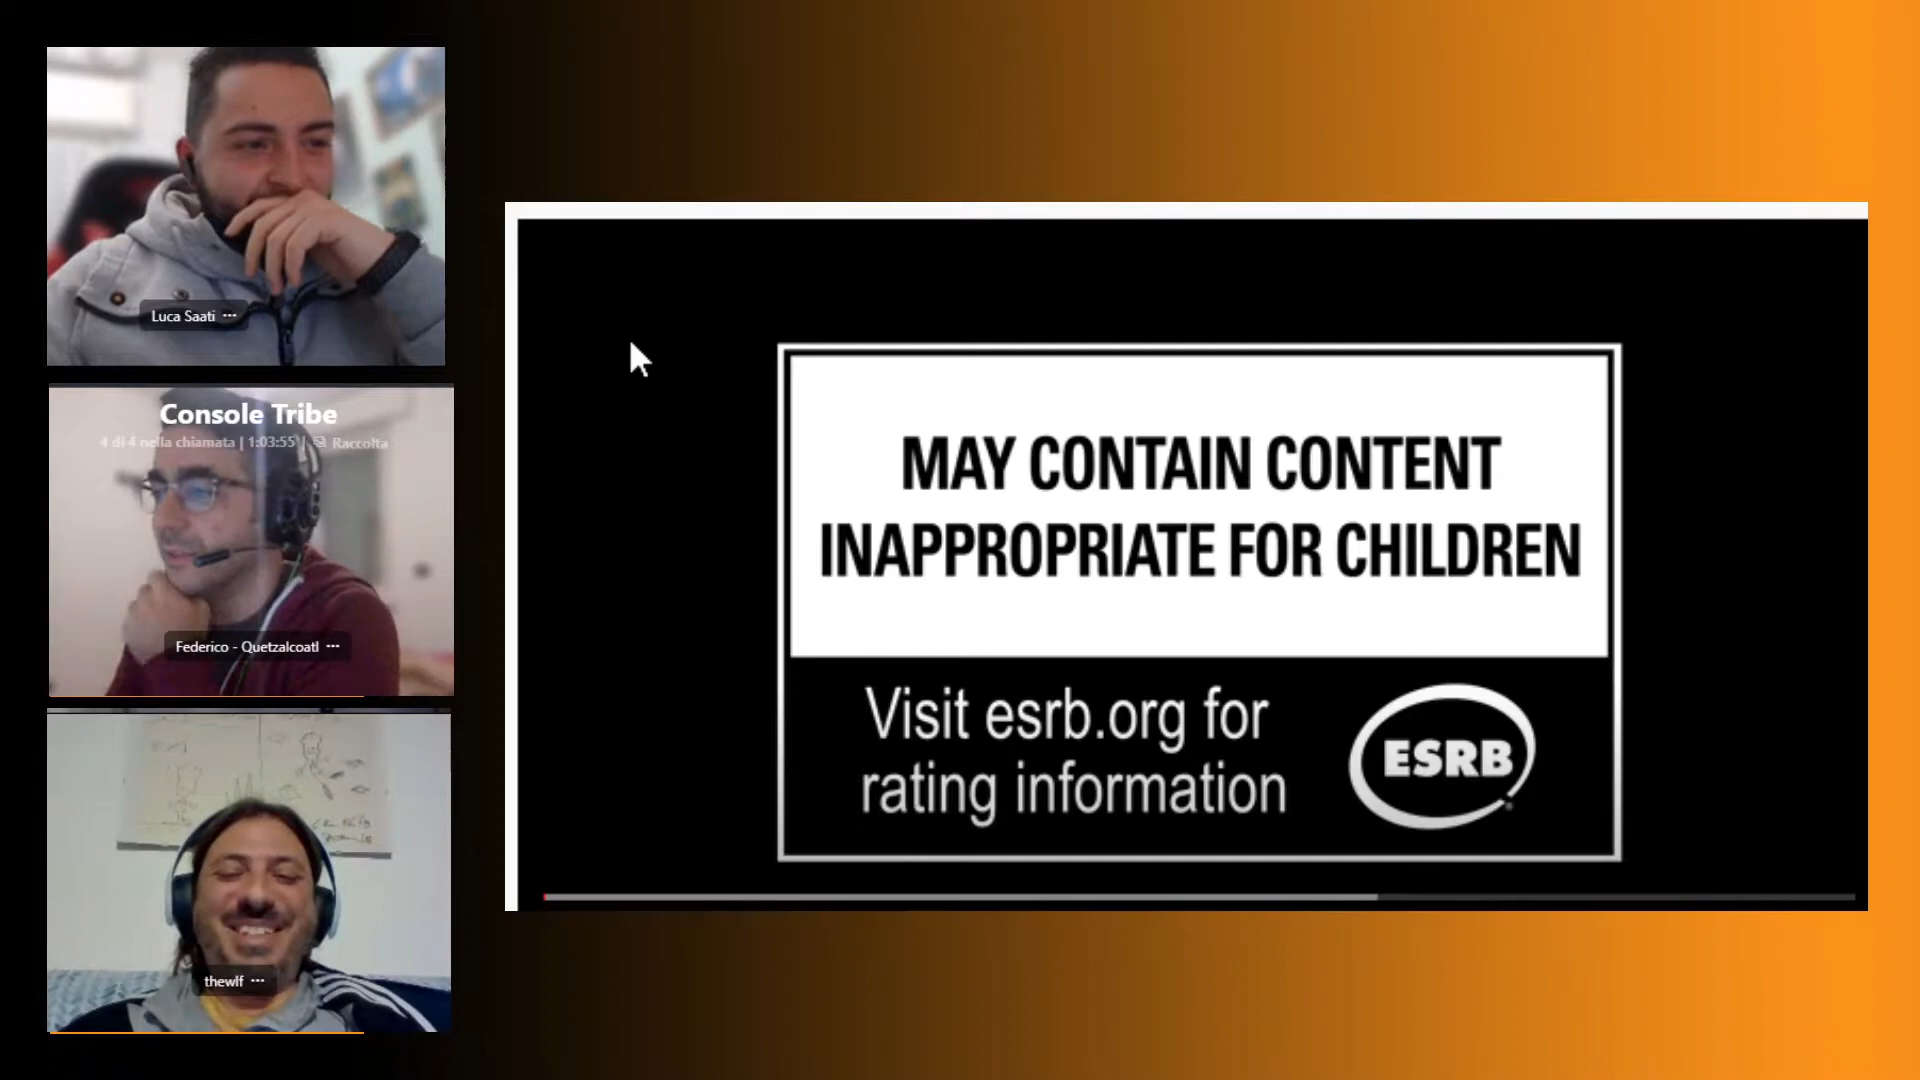 Luca Saati ···
Console Tribe
4 di 4 nella chiamata | 1:03:55 | Raccolta
Federico - Quetzalcoatl ···
thewlf ···
MAY CONTAIN CONTENT
INAPPROPRIATE FOR CHILDREN
Visit esrb.org for
rating information
ESRB